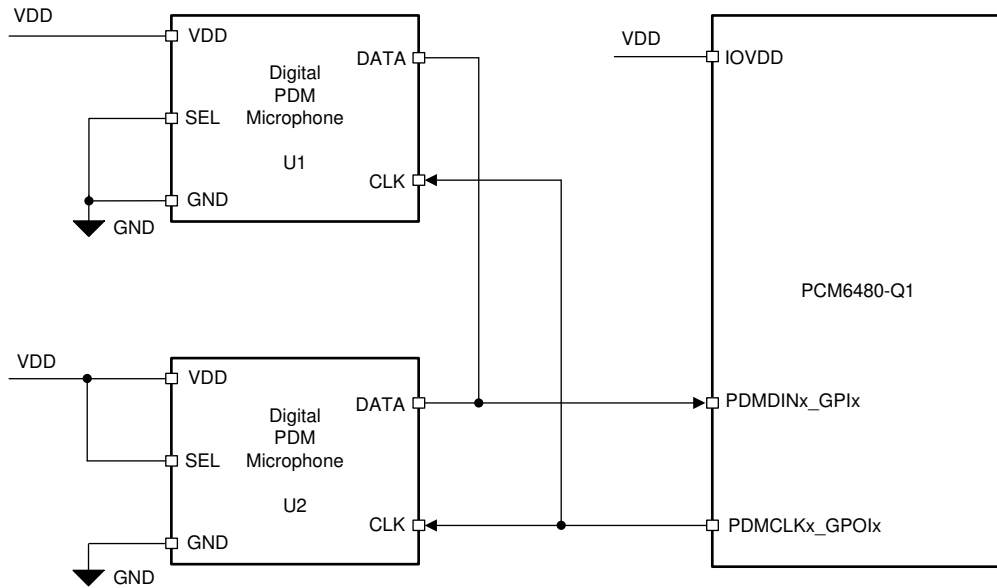 VDD
VDD
DATA
Digital
PDM
Microphone
SEL
U1
CLK
GND
GND
VDD
IOVDD
PCM6480-Q1
VDD
VDD
DATA
Digital
PDM
Microphone
SEL
U2
CLK
GND
GND
PDMDINx_GPIx
PDMCLKx_GPOIx